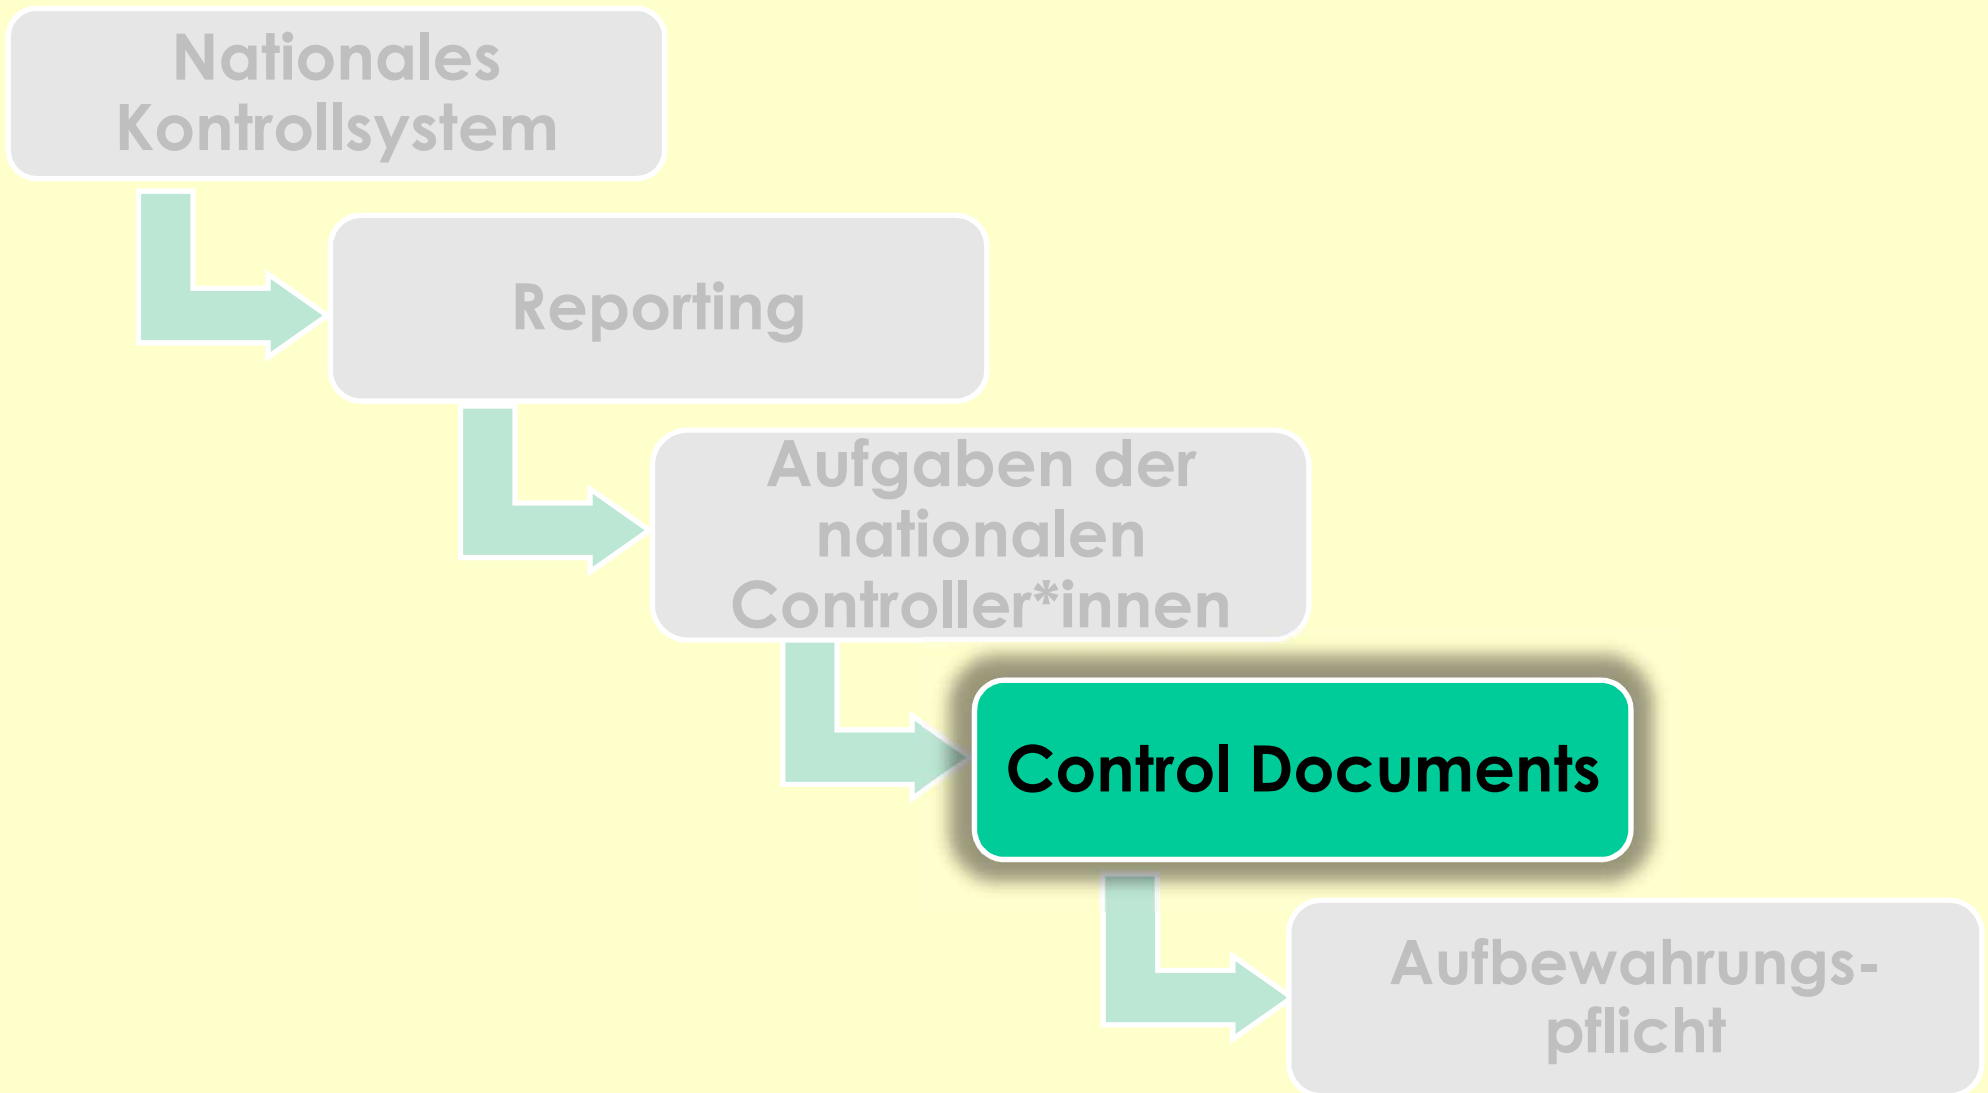 Nationales
Kontrollsystem
Reporting
Aufgaben der
nationalen
Controller*innen
Control Documents
Aufbewahrungs-
pflicht